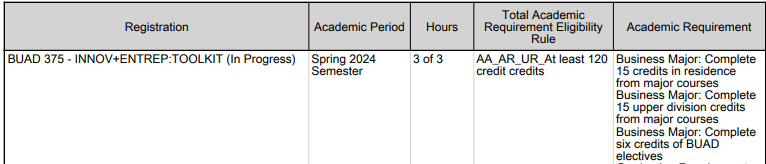 Registration
Academic Period
Hours
Total Academic
Requirement Eligibility
Rule
Academic Requirement
BUAD 375 - INNOV+ENTREP:TOOLKIT (In Progress)
Spring 2024
Semester
3 of 3
AA_AR_UR_At least 120
credit credits
Business Major: Complete
15 credits in residence
from major courses
Business Major: Complete
15 upper division credits
from major courses
Business Major: Complete
six credits of BUAD
electives